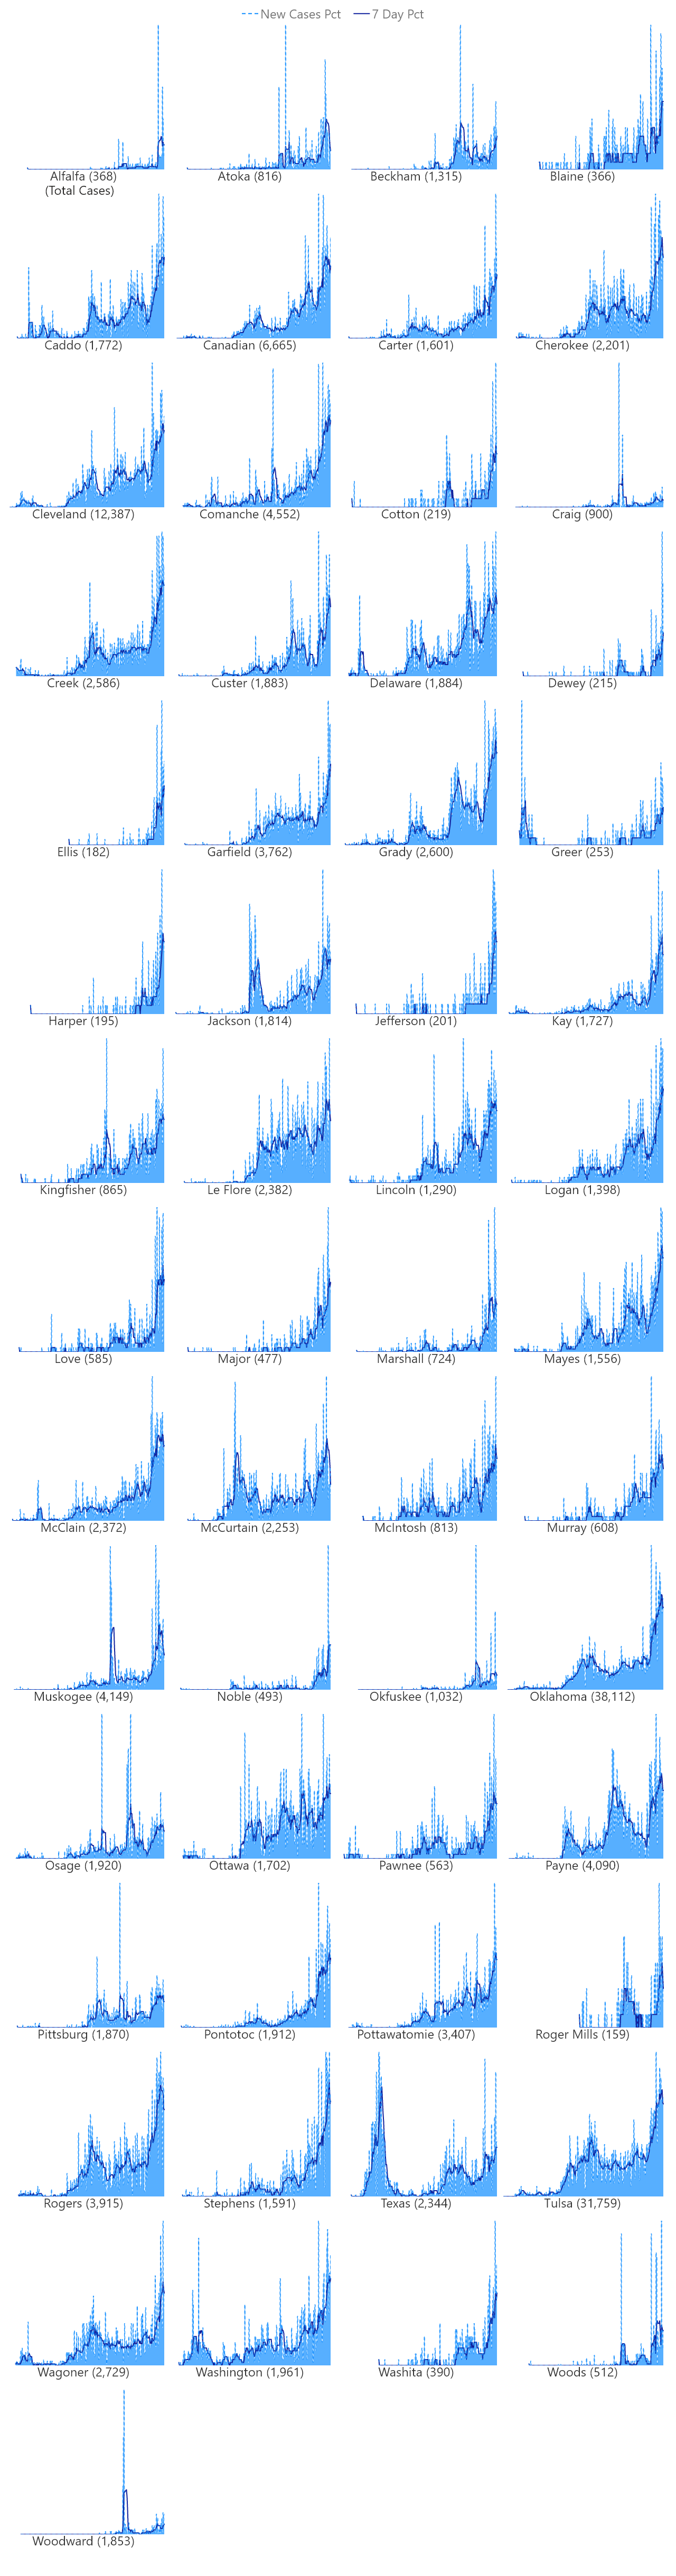 New Cases Pct 7 Day Pct
Alfalfa (368) Atoka (816) Beckham (1,315) Blaine (366)
(Total Cases)
Caddo (1,772) Canadian (6,665) Carter (1,601) Cherokee (2,201)
Cleveland (12,387) Comanche (4,552) Cotton (219) Craig (900)
Creek (2,586) Custer (1,883) Delaware (1,884) Dewey (215)
Ellis (182) Garfield (3,762) Grady (2,600) Greer (253)
Harper (195) Jackson (1,814) Jefferson (201) Kay (1,727)
Kingfisher (865) Le Flore (2,382) Lincoln (1,290) Logan (1,398)
Love (585) Major (477) Marshall (724) Mayes (1,556)
McClain (2,372) McCurtain (2,253) McIntosh (813) Murray (608)
Muskogee (4,149) Noble (493) Okfuskee (1,032) Oklahoma (38,112)
Osage (1,920) Ottawa (1,702) Pawnee (563) Payne (4,090)
Pittsburg (1,870) Pontotoc (1,912) Pottawatomie (3,407) Roger Mills (159)
Rogers (3,915) Stephens (1,591) Texas (2,344) Tulsa (31,759)
Wagoner (2,729) Washington (1,961) Washita (390) Woods (512)
Woodward (1,853)